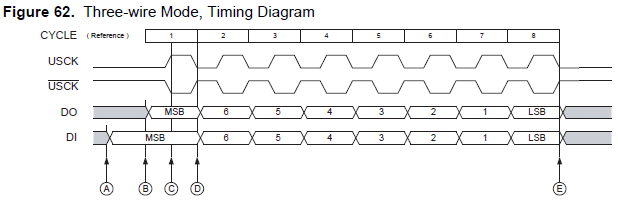 Figure 62. Three-wire Mode, Timing Diagram
CYCLE (Reference) 1 2 3 4 5 6 7 8
USCK
USCK
DO MSB 6 5 4 3 2 1 LSB
DI MSB 6 5 4 3 2 1 LSB
A B C D E